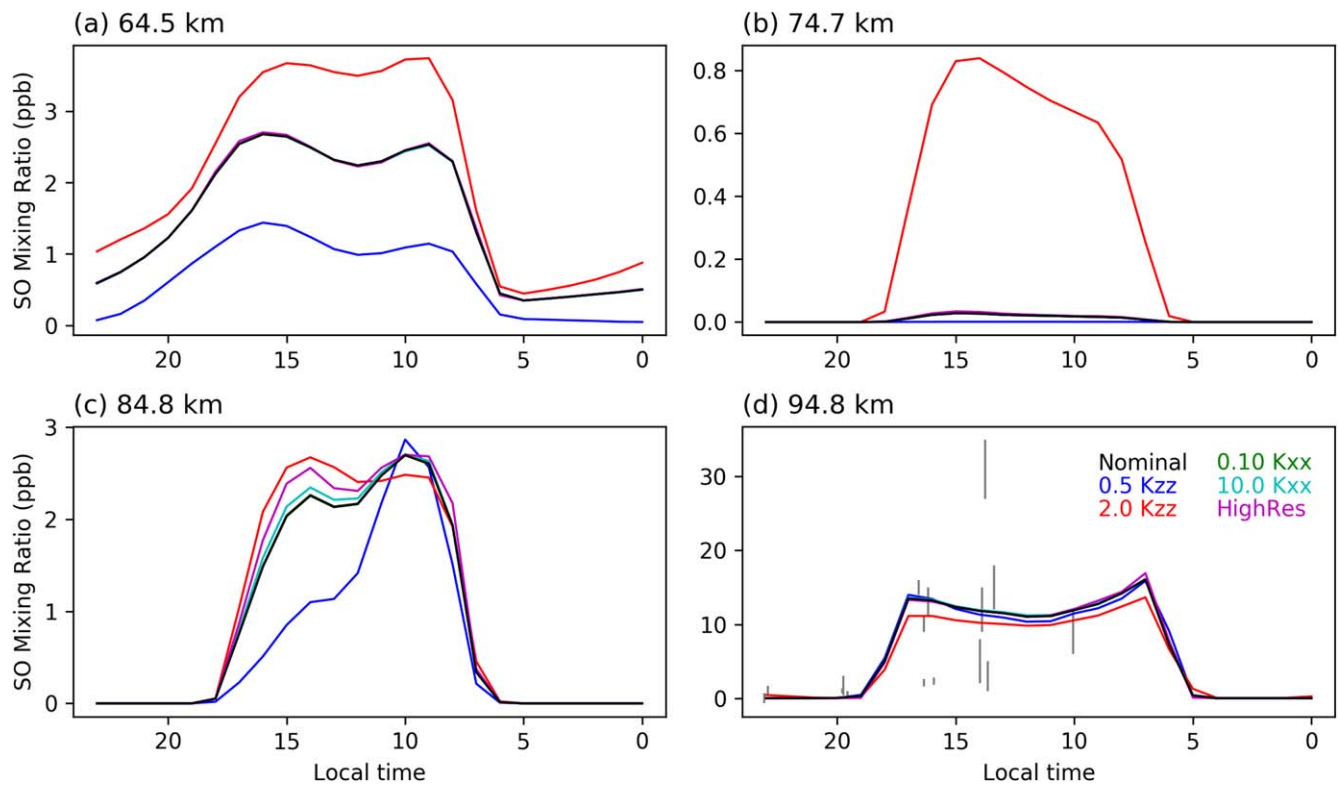 (a) 64.5 km
SO Mixing Ratio (ppb)
3
2
1
0
20 15 10 5 0
(b) 74.7 km
0.8
0.6
0.4
0.2
0.0
20 15 10 5 0
(c) 84.8 km
SO Mixing Ratio (ppb)
3
2
1
0
20 15 10 5 0
Local time
(d) 94.8 km
30
20
10
0
Nominal 0.10 Kxx
0.5 Kzz 10.0 Kxx
2.0 Kzz HighRes
20 15 10 5 0
Local time